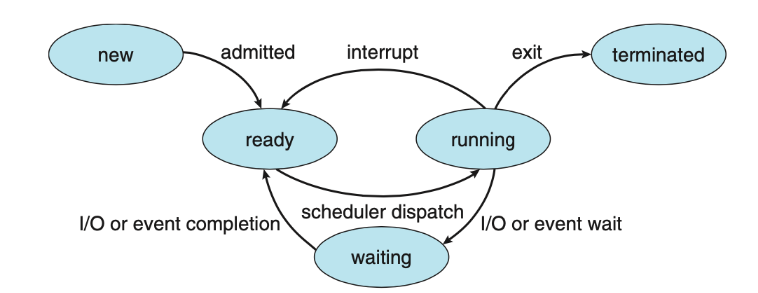 new
admitted
interrupt
exit
terminated
ready
running
scheduler dispatch
I/O or event completion
I/O or event wait
waiting